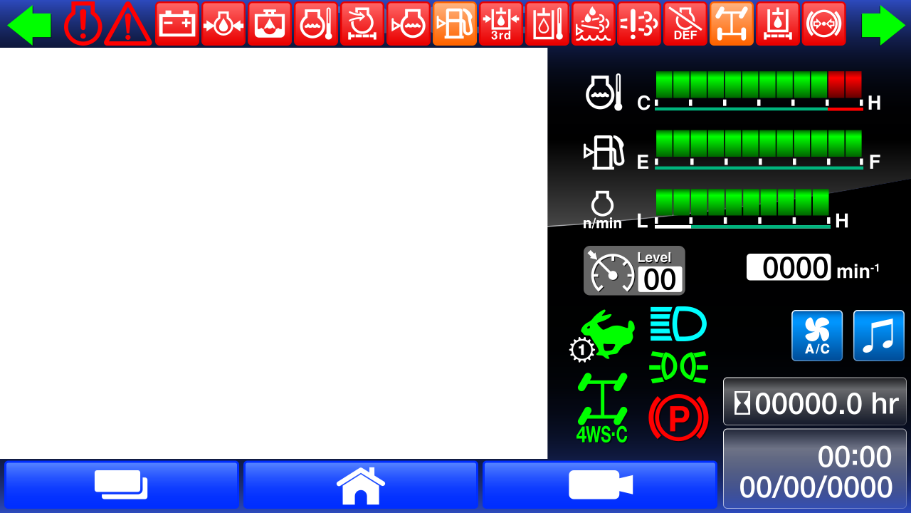 3rd
DEF
C H
E F
n/min L H
Level
00
0000 min-1
1
A/C
P
4WS·C
00000.0 hr
00:00
00/00/0000